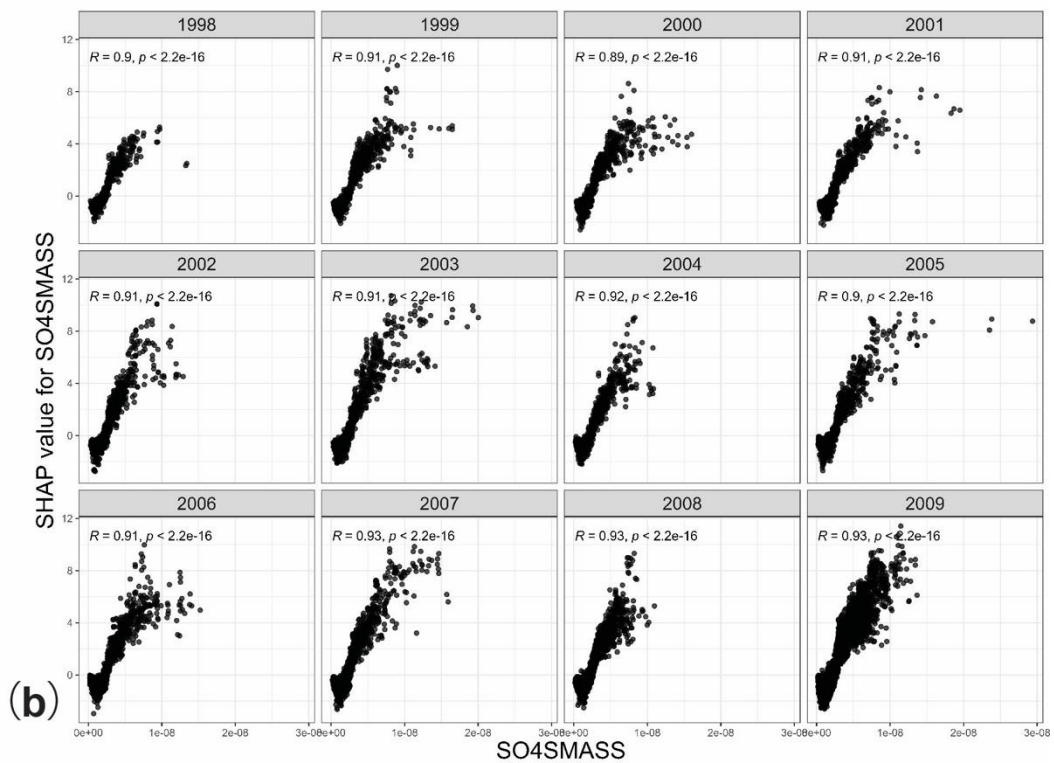 1998 1999 2000 2001
12
R = 0.9, p < 2.2e-16 R = 0.91, p < 2.2e-16 R = 0.89, p < 2.2e-16 R = 0.91, p < 2.2e-16
8
4
0
2002 2003 2004 2005
12
R = 0.91, p < 2.2e-16 R = 0.91, p < 2.2e-16 R = 0.92, p < 2.2e-16 R = 0.9, p < 2.2e-16
8
4
0
SHAP value for SO4SMASS
2006 2007 2008 2009
12
R = 0.91, p < 2.2e-16 R = 0.93, p < 2.2e-16 R = 0.93, p < 2.2e-16 R = 0.93, p < 2.2e-16
8
4
0
(b)
0e+00 1e-08 2e-08 3e-08 1e-08 2e-08 3e-08 1e-08 2e-08 3e-08 1e-08 2e-08 3e-08
SO4SMASS